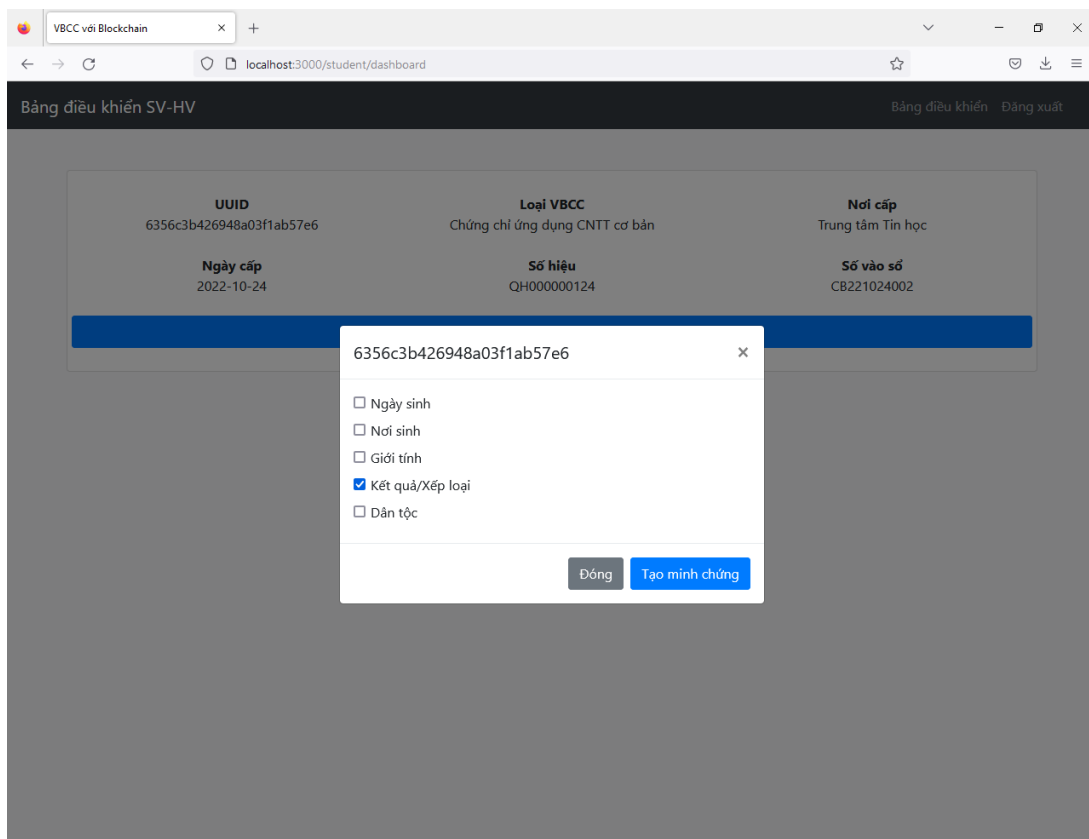 VBCC với Blockchain
localhost:3000/student/dashboard
Bảng điều khiển SV-HV
Bảng điều khiển Đăng xuất
UUID Loại VBCC Nơi cấp
6356c3b426948a03f1ab57e6 Chứng chỉ ứng dụng CNTT cơ bản Trung tâm Tin học
Ngày cấp Số hiệu Số vào sổ
2022-10-24 QH000000124 CB221024002
6356c3b426948a03f1ab57e6
Ngày sinh
Nơi sinh
Giới tính
Kết quả/Xếp loại
Dân tộc
Đóng Tạo minh chứng